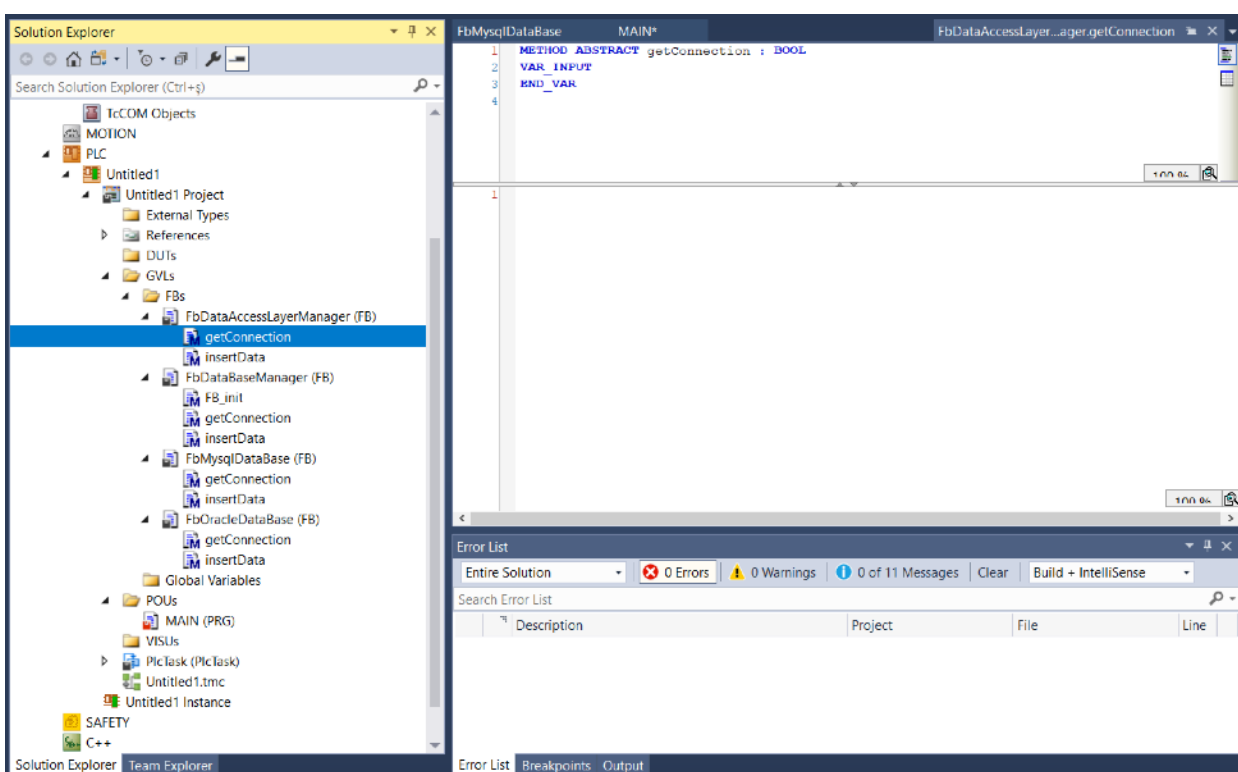 Solution Explorer
Search Solution Explorer (Ctrl+ş)
TcCOM Objects
MOTION
PLC
Untitled1
Untitled1 Project
External Types
References
DUTs
GVLs
FBs
FbDataAccessLayerManager (FB)
getConnection
insertData
FbDataBaseManager (FB)
FB_init
getConnection
insertData
FbMysqlDataBase (FB)
getConnection
insertData
FbOracleDataBase (FB)
getConnection
insertData
Global Variables
POUs
MAIN (PRG)
VISUs
PlcTask (PlcTask)
Untitled1.tmc
Untitled1 Instance
SAFETY
C++
Solution Explorer Team Explorer
FbMysqlDataBase MAIN* FbDataAccessLayer...ager.getConnection
1 METHOD ABSTRACT getConnection : BOOL
2 VAR_INPUT
3 END_VAR
4
100 %
1
100 %
Error List
Entire Solution 0 Errors 0 Warnings 0 of 11 Messages Clear Build + IntelliSense
Search Error List
Description Project File Line
Error List Breakpoints Output